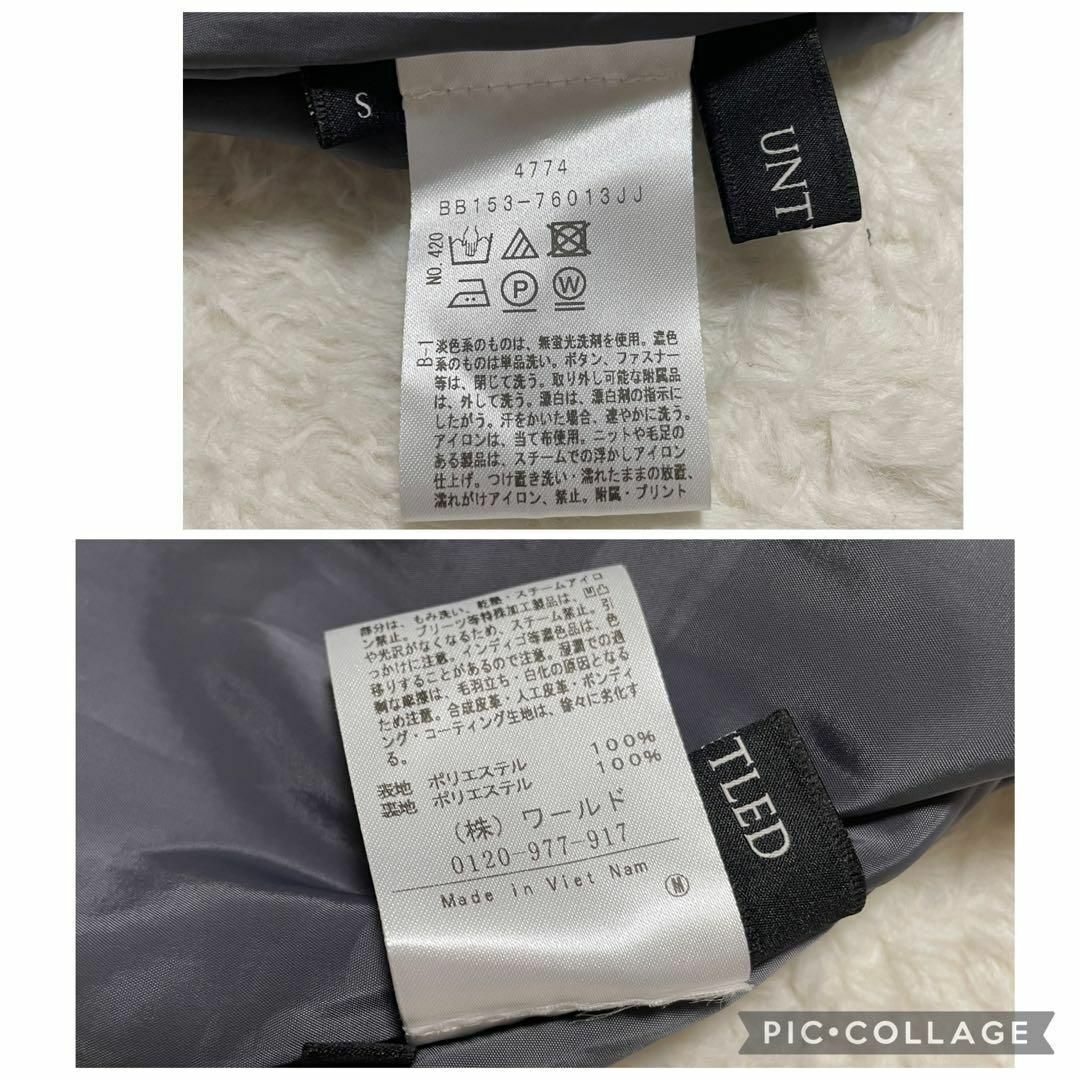 S
UNT
4774
BB153-76013JJ
NO.420
P
W
B-1
淡色系のものは、無蛍光洗剤を使用。濃色
系のものは単品洗い。ボタン、ファスナー
等は、閉じて洗う。取り外し可能な附属品
は、外して洗う。漂白は、漂白剤の指示に
したがう。汗をかいた場合、速やかに洗う。
アイロンは、当て布使用。ニットや毛足の
ある製品は、スチームでの浮かしアイロン
仕上げ。つけ置き洗い・濡れたままの放置、
濡れがけアイロン、禁止。附属・プリント
部分は、もみ洗い、乾熱・スチームアイロ
ン禁止。プリーツ等特殊加工製品は、凹凸
や光沢がなくなるため、スチーム禁止。引
っかけに注意。インディゴ等濃色品は、色
移りすることがあるので注意。湿潤での過
剰な摩擦は、毛羽立ち・白化の原因となる
ため注意。合成皮革・人工皮革・ボンディ
ング・コーティング生地は、徐々に劣化す
る。
表地 ポリエステル 100%
裏地 ポリエステル 100%
(株) ワールド
0120-977-917
Made in Viet Nam
M
TLED
PIC•COLLAGE